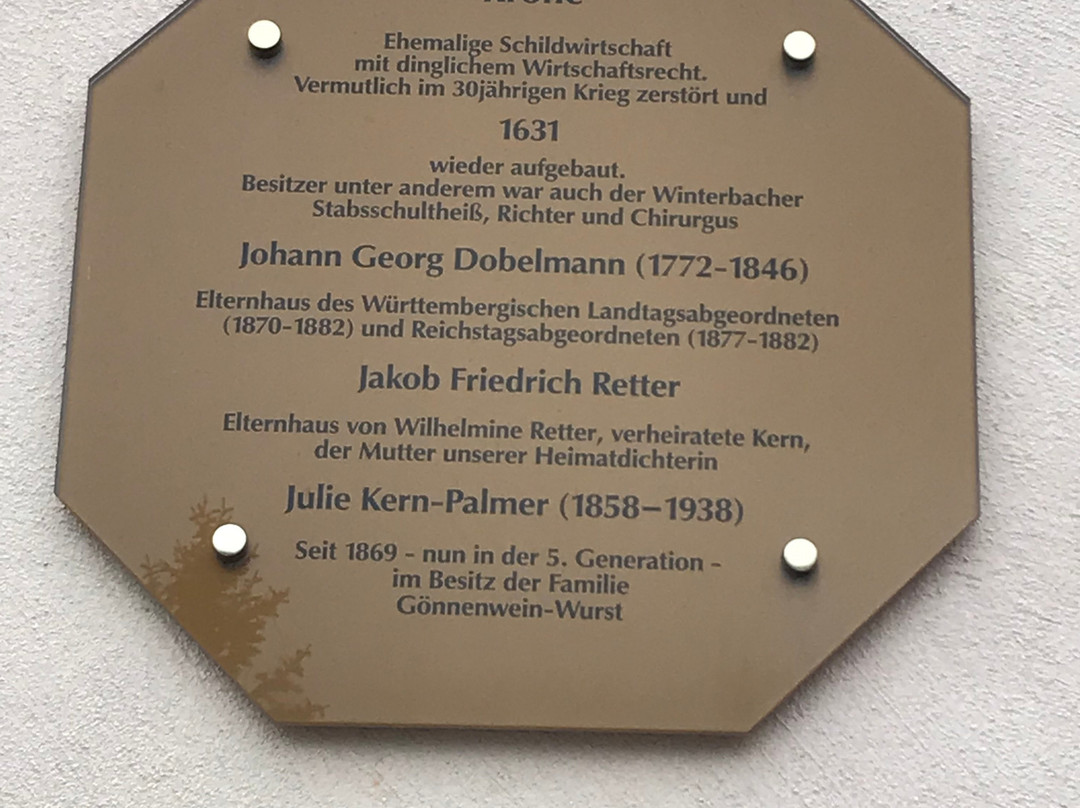 Krone
Ehemalige Schildwirtschaft
mit dinglichem Wirtschaftsrecht.
Vermutlich im 30jährigen Krieg zerstört und
1631
wieder aufgebaut.
Besitzer unter anderem war auch der Winterbacher
Stabsschultheiß, Richter und Chirurgus
Johann Georg Dobelmann (1772-1846)
Elternhaus des Württembergischen Landtagsabgeordneten
(1870-1882) und Reichstagsabgeordneten (1877-1882)
Jakob Friedrich Retter
Elternhaus von Wilhelmine Retter, verheiratete Kern,
der Mutter unserer Heimatdichterin
Julie Kern-Palmer (1858–1938)
Seit 1869 - nun in der 5. Generation -
im Besitz der Familie
Gönnenwein-Wurst